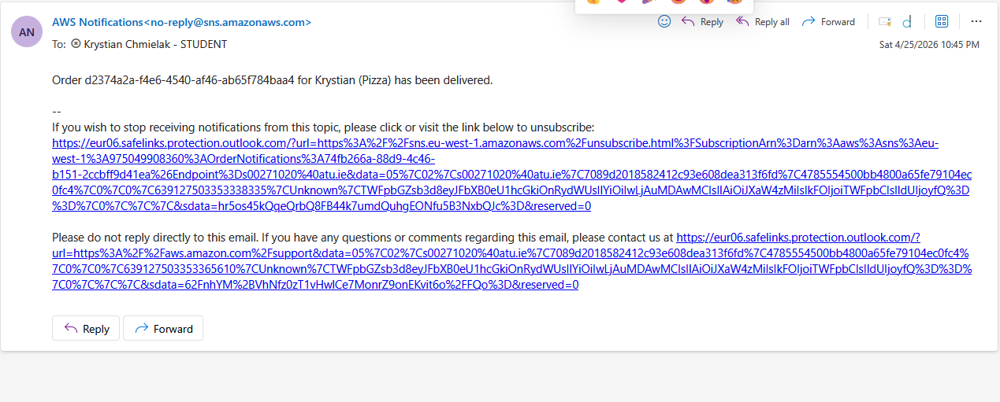 AN
AWS Notifications<no-reply@sns.amazonaws.com>
Reply
Reply all
Forward
To: Krystian Chmielak - STUDENT
Sat 4/25/2026 10:45 PM
Order d2374a2a-f4e6-4540-af46-ab65f784baa4 for Krystian (Pizza) has been delivered.
--
If you wish to stop receiving notifications from this topic, please click or visit the link below to unsubscribe:
https://eur06.safelinks.protection.outlook.com/?url=https%3A%2F%2Fsns.eu-west-1.amazonaws.com%2Funsubscribe.html%3FSubscriptionArn%3Darn%3Aaws%3Asns%3Aeu-
west-1%3A975049908360%3AOrderNotifications%3A74fb266a-88d9-4c46-
b151-2ccbff9d41ea%26Endpoint%3Ds00271020%40atu.ie&data=05%7C02%7Cs00271020%40atu.ie%7C7089d2018582412c93e608dea313f6fd%7C4785554500bb4800a65fe79104ec
0fc4%7C0%7C0%7C639127503353338335%7CUnknown%7CTWFpbGZsb3d8eyJFbXB0eU1hcGkiOnRydWUsIlYiOiIwLjAuMDAwMCIsIlAiOiJXaW4zMiIsIkFOIjoiTWFpbCIsIldUIjoyfQ%3D
%3D%7C0%7C%7C%7C&sdata=hr5os45kQqeQrbQ8FB44k7umdQuhgEONfu5B3NxbQJc%3D&reserved=0
Please do not reply directly to this email. If you have any questions or comments regarding this email, please contact us at https://eur06.safelinks.protection.outlook.com/?
url=https%3A%2F%2Faws.amazon.com%2Fsupport&data=05%7C02%7Cs00271020%40atu.ie%7C7089d2018582412c93e608dea313f6fd%7C4785554500bb4800a65fe79104ec0fc4%
7C0%7C0%7C639127503353365610%7CUnknown%7CTWFpbGZsb3d8eyJFbXB0eU1hcGkiOnRydWUsIlYiOiIwLjAuMDAwMCIsIlAiOiJXaW4zMiIsIkFOIjoiTWFpbCIsIldUIjoyfQ%3D%3D%
7C0%7C%7C%7C&sdata=62FnhYM%2BVhNfz0zT1vHwlCe7MonrZ9onEKvit6o%2FFQo%3D&reserved=0
Reply
Forward